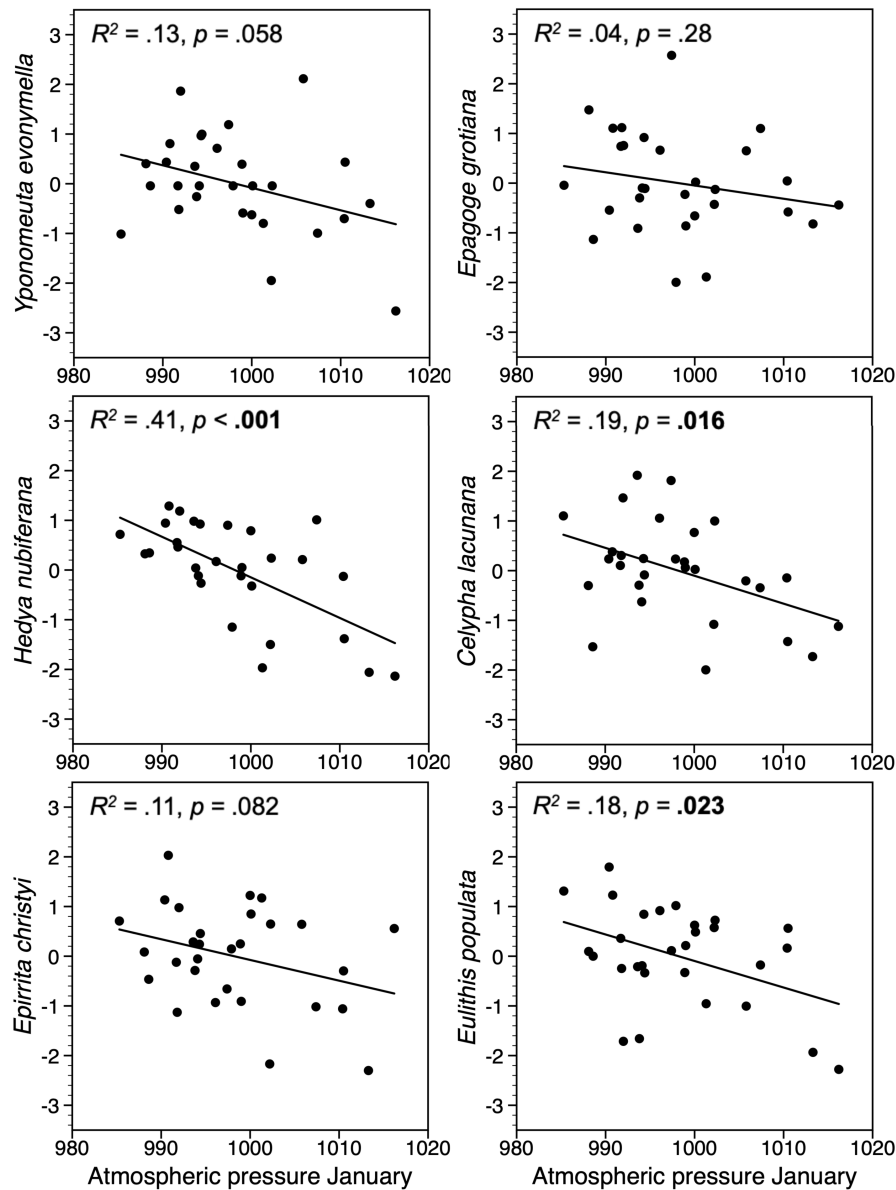 R² = .13, p = .058
Yponomeuta evonymella
3
2
1
0
-1
-2
-3
980 990 1000 1010 1020
R² = .04, p = .28
Epagoge grotiana
3
2
1
0
-1
-2
-3
980 990 1000 1010 1020
R² = .41, p < .001
Hedya nubiferana
3
2
1
0
-1
-2
-3
980 990 1000 1010 1020
R² = .19, p = .016
Celypha lacunana
3
2
1
0
-1
-2
-3
980 990 1000 1010 1020
R² = .11, p = .082
Epirrita christyi
3
2
1
0
-1
-2
-3
980 990 1000 1010 1020
Atmospheric pressure January
R² = .18, p = .023
Eulithis populata
3
2
1
0
-1
-2
-3
980 990 1000 1010 1020
Atmospheric pressure January